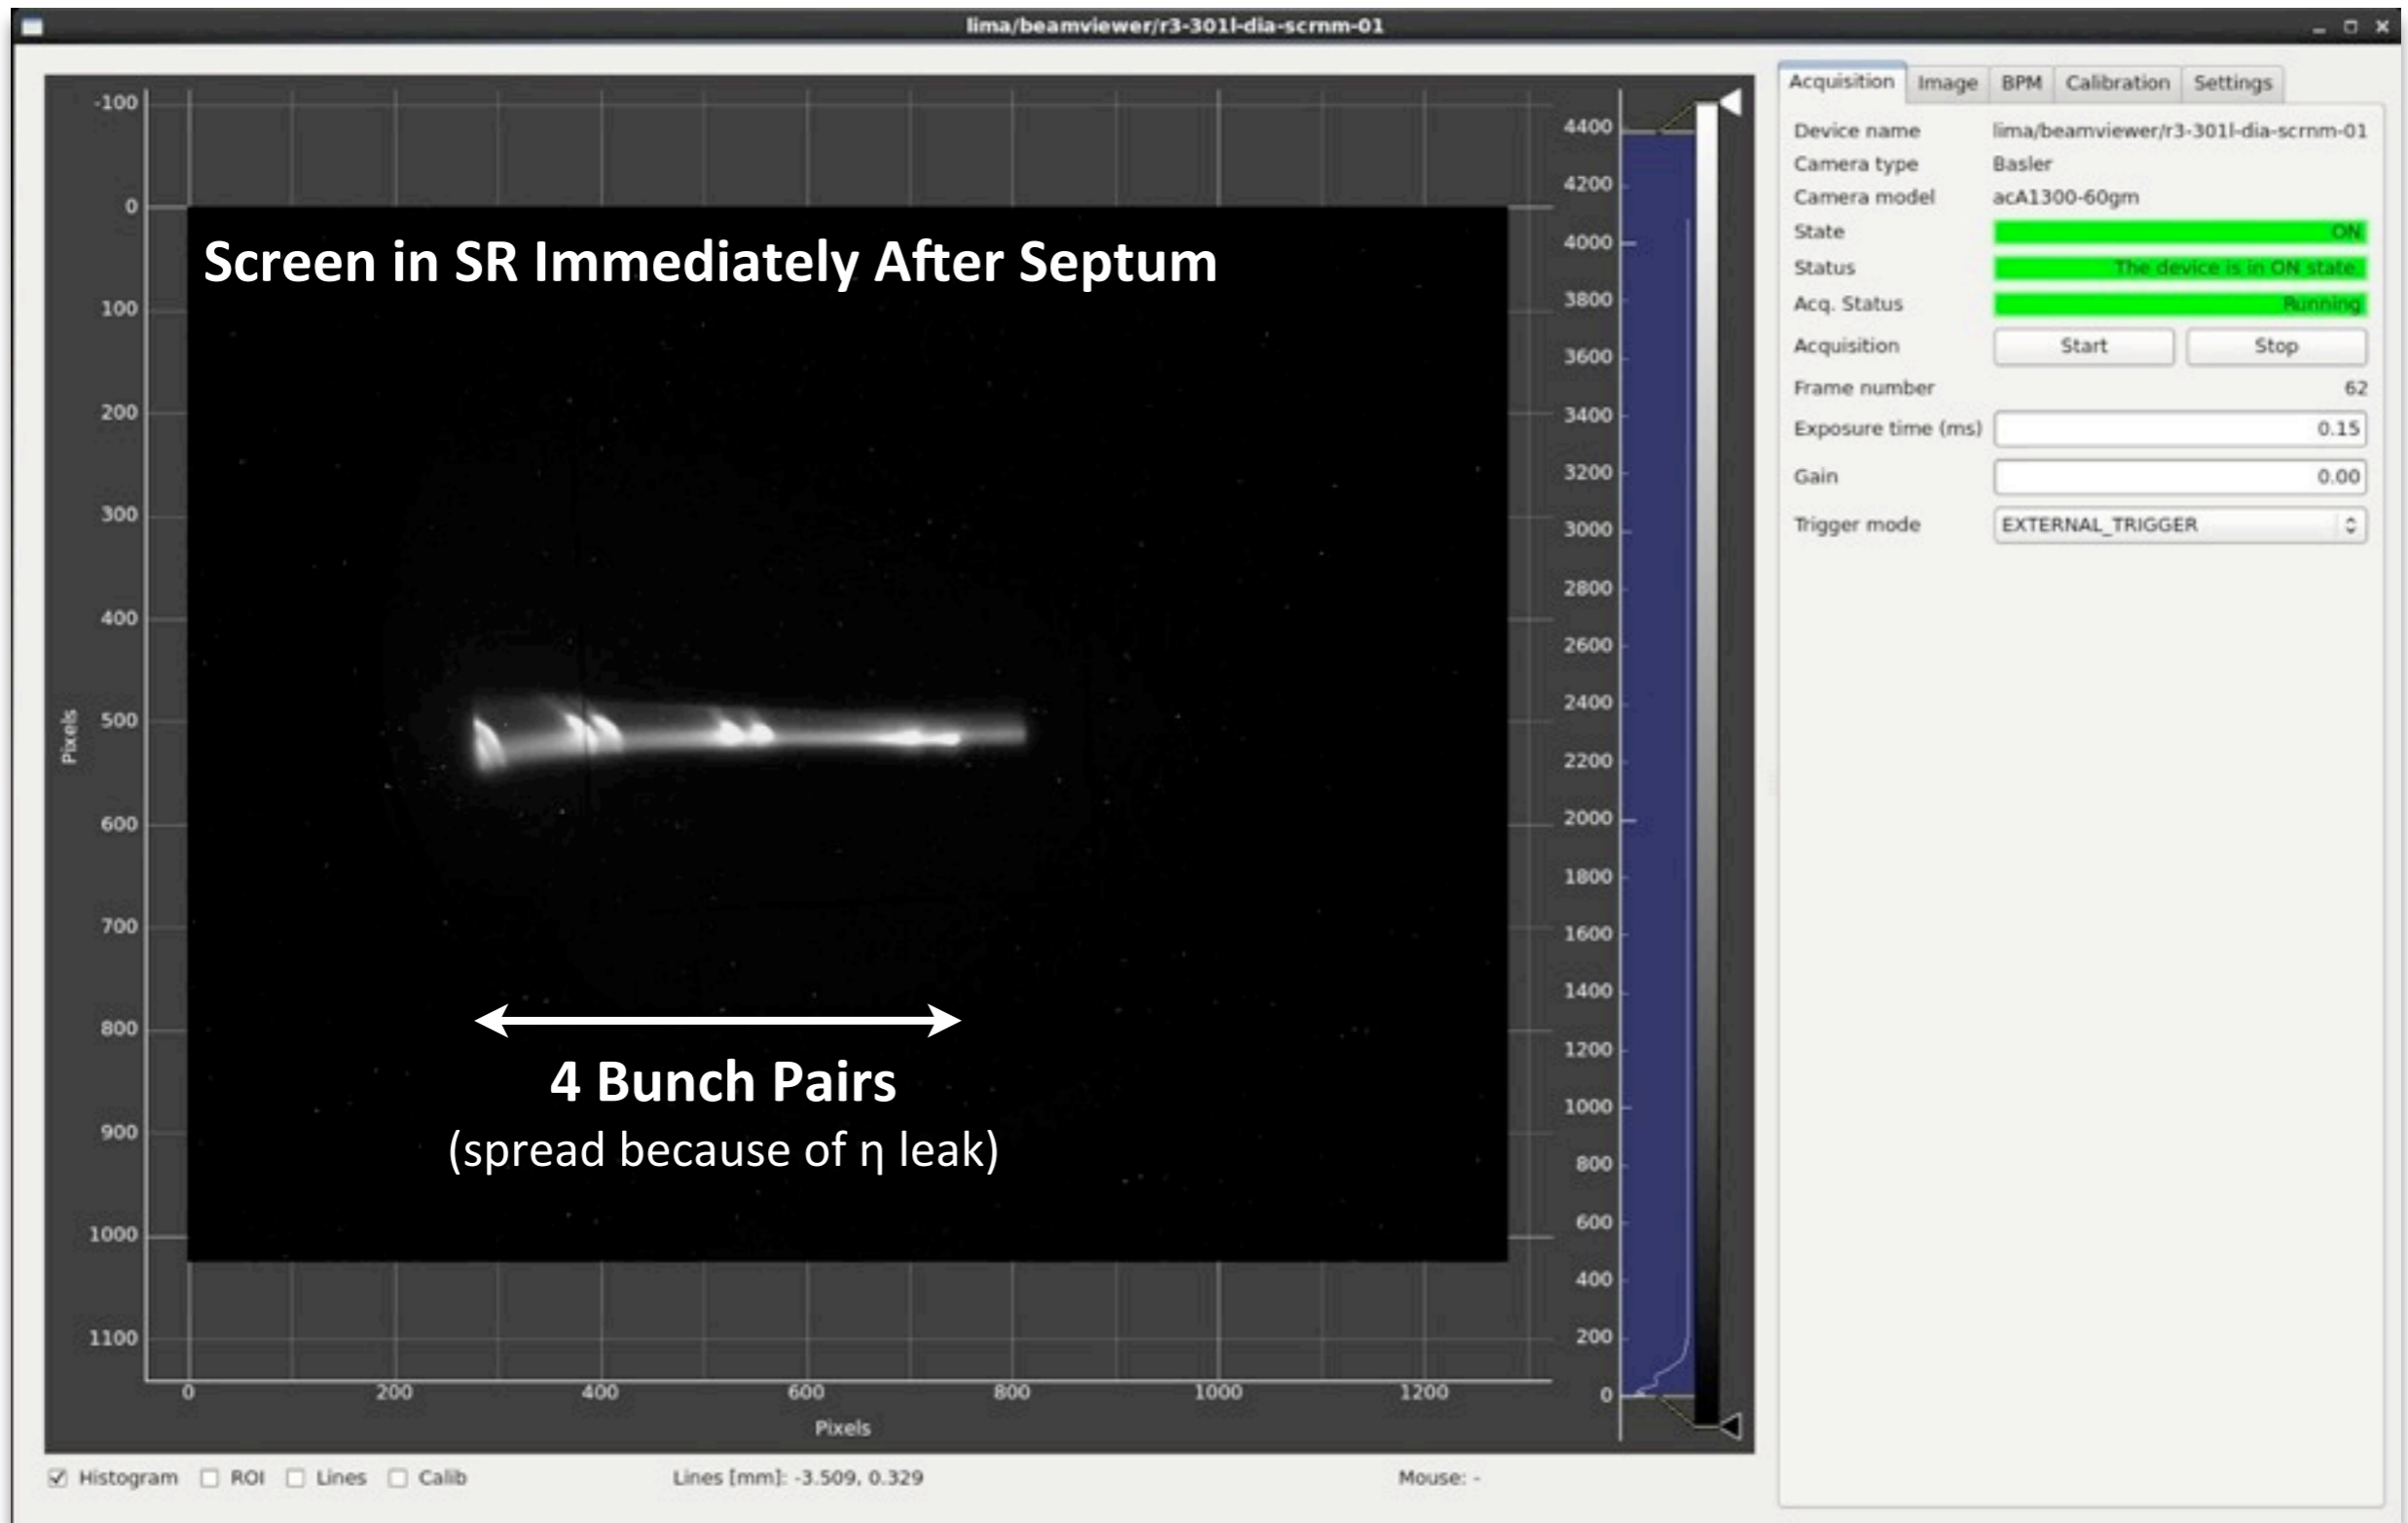 lima/beamviewer/r3-301l-dia-scrnm-01
Acquisition Image BPM Calibration Settings
Device name lima/beamviewer/r3-301l-dia-scrnm-01
Camera type Basler
Camera model acA1300-60gm
State ON
Status The device is in ON state.
Acq. Status Running
Acquisition Start Stop
Frame number 62
Exposure time (ms) 0.15
Gain 0.00
Trigger mode EXTERNAL_TRIGGER
-100
0
100
200
300
400
500
600
700
800
900
1000
1100
Pixels
Screen in SR Immediately After Septum
4 Bunch Pairs
(spread because of η leak)
0 200 400 600 800 1000 1200
Pixels
4400
4200
4000
3800
3600
3400
3200
3000
2800
2600
2400
2200
2000
1800
1600
1400
1200
1000
800
600
400
200
0
Histogram ROI Lines Calib Lines [mm]: -3.509, 0.329 Mouse: -